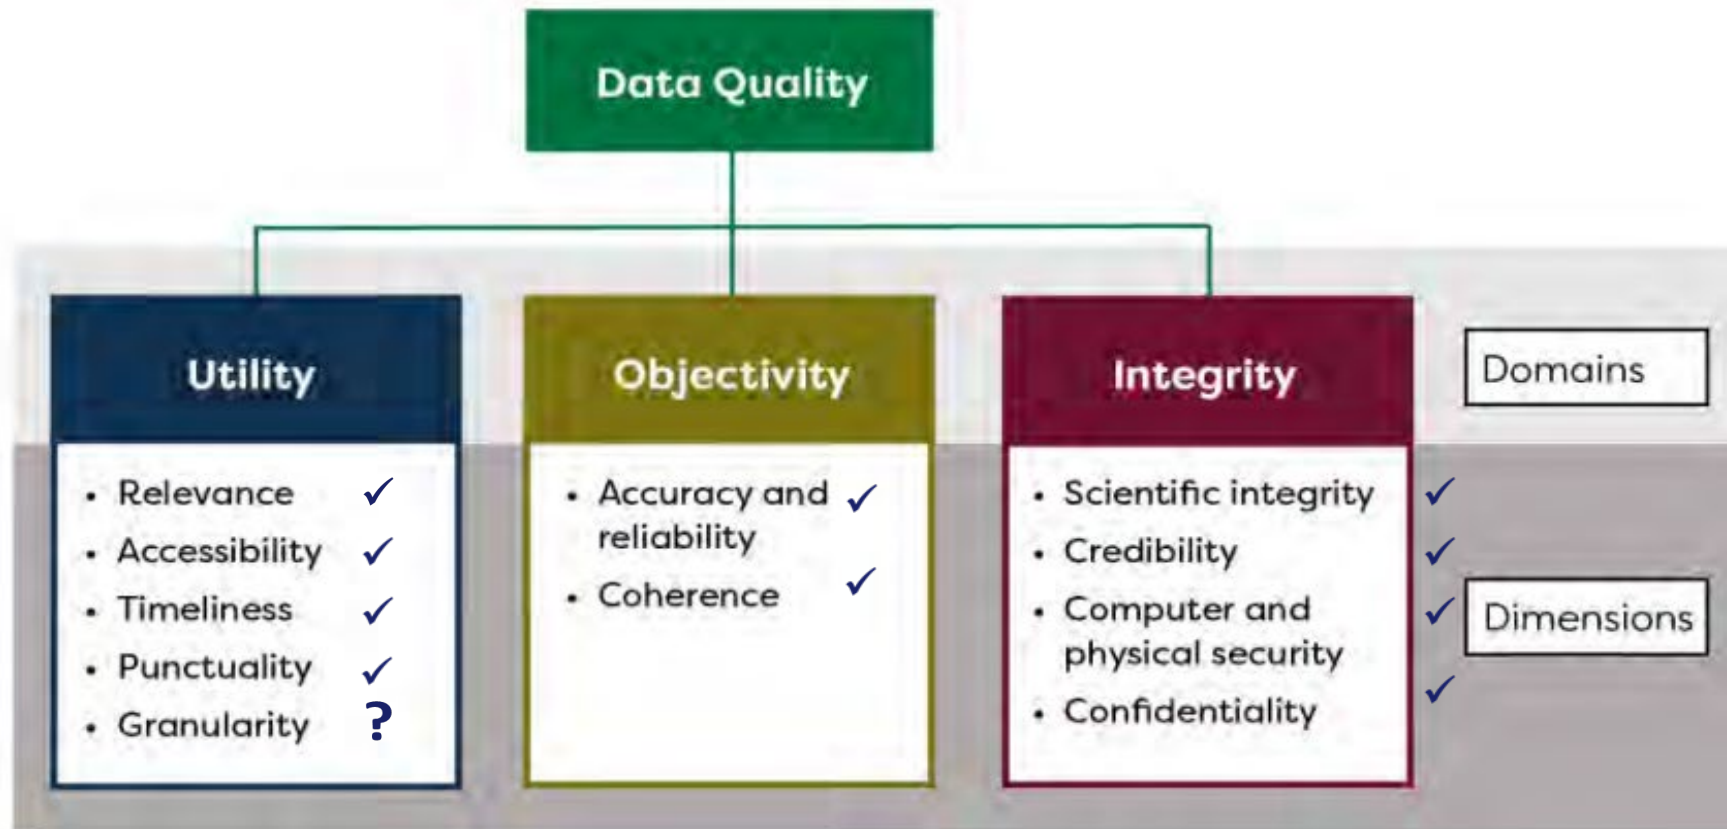 Data Quality
Utility
Objectivity
Integrity
Domains
• Relevance ✓
• Accessibility ✓
• Timeliness ✓
• Punctuality ✓
• Granularity ?
• Accuracy and ✓
reliability
• Coherence ✓
• Scientific integrity ✓
• Credibility ✓
• Computer and ✓
physical security
• Confidentiality ✓
Dimensions